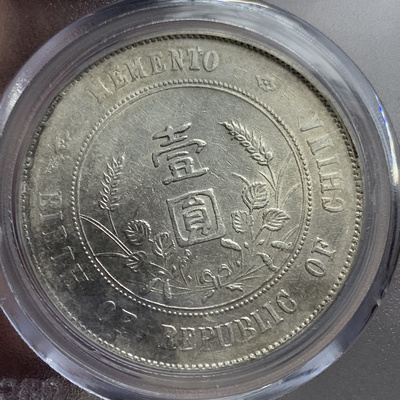 MEMENTO
BIRTH OF REPUBLIC OF CHINA
壹
圓